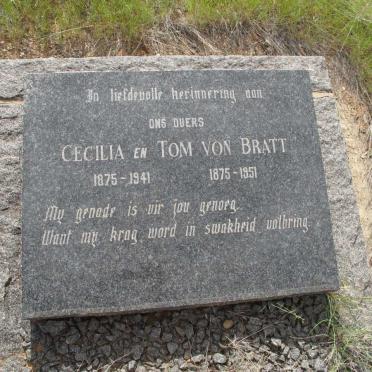 In liefdevolle herinnering aan
ONS OUERS
CECILIA EN TOM VON BRATT
1875 - 1941 1875 - 1951
My genade is vir jou genoeg.
Want my krag word in swakheid volbring.